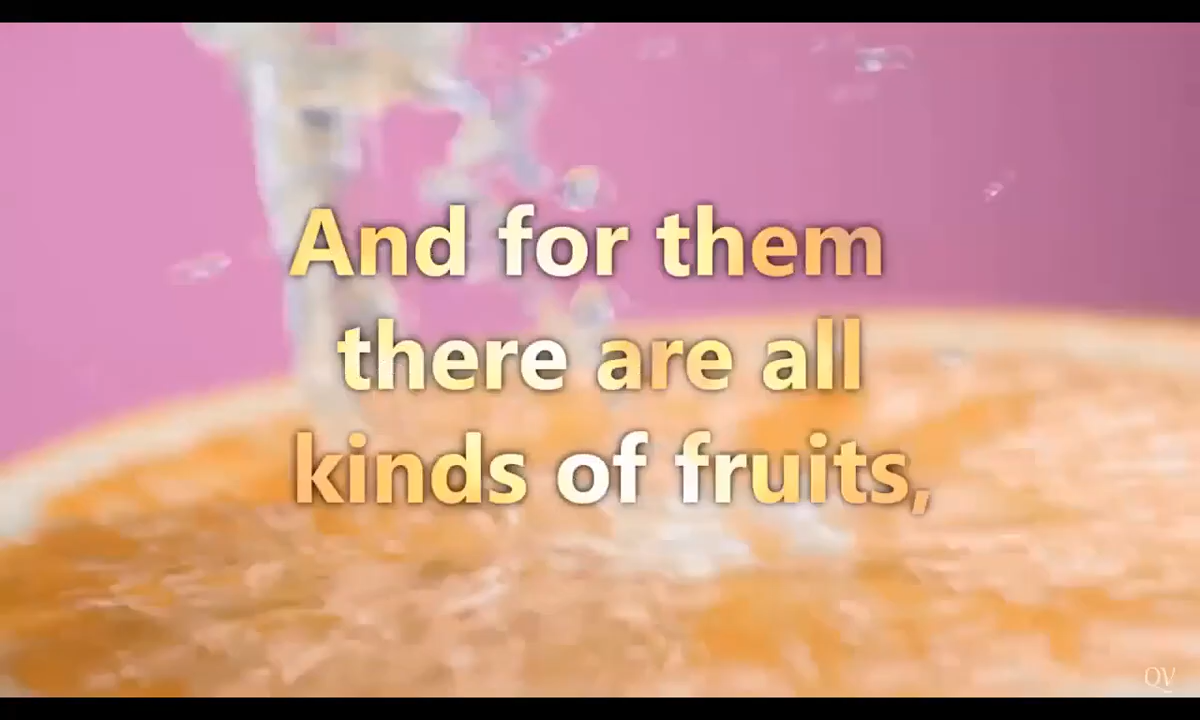 And for them
there are all
kinds of fruits,
QV